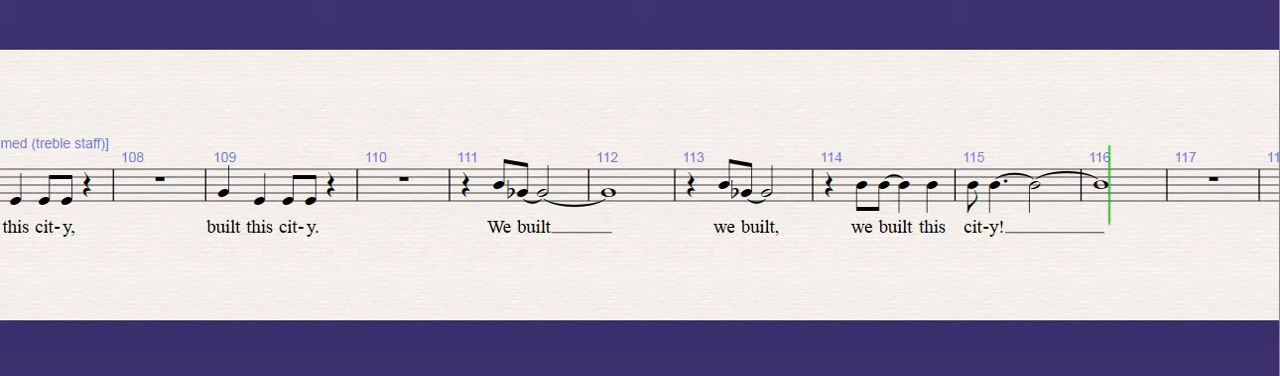 med (treble staff)]
108 109 110 111 112 113 114 115 116 117
this cit-y, built this cit-y. We built we built, we built this cit-y!